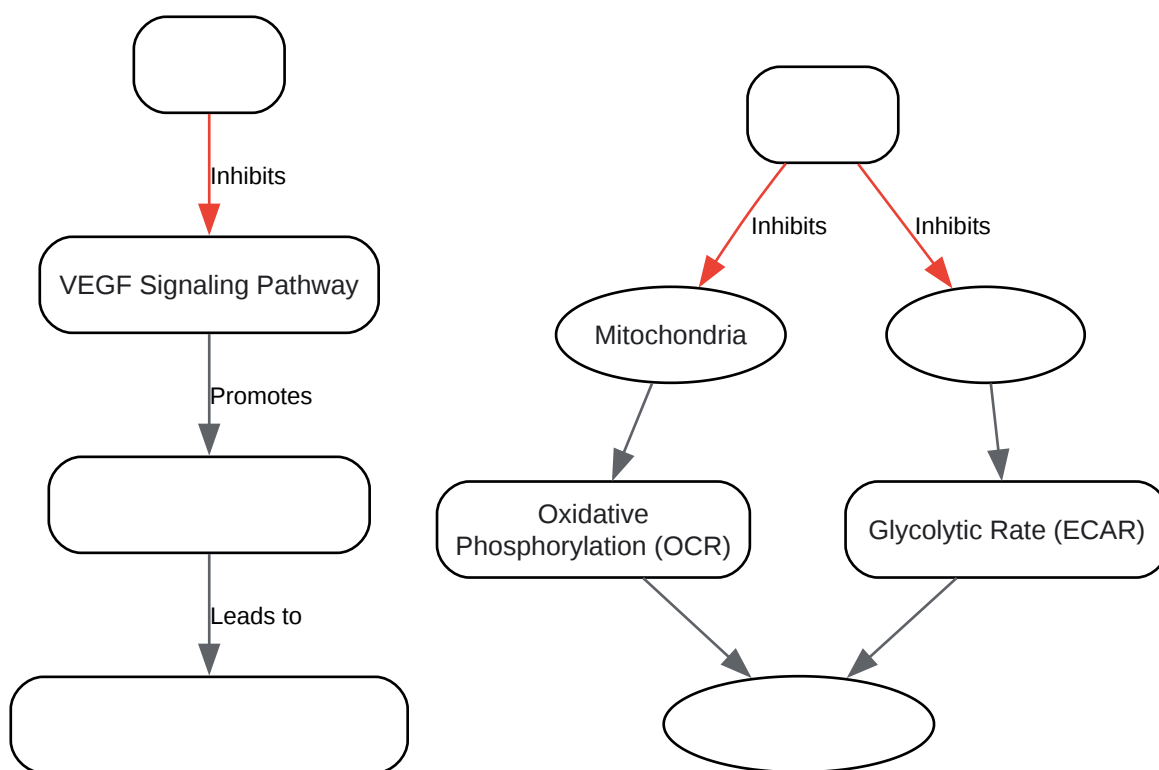 Inhibits
VEGF Signaling Pathway
Promotes
Leads to
Inhibits
Inhibits
Mitochondria
Oxidative
Phosphorylation (OCR)
Glycolytic Rate (ECAR)